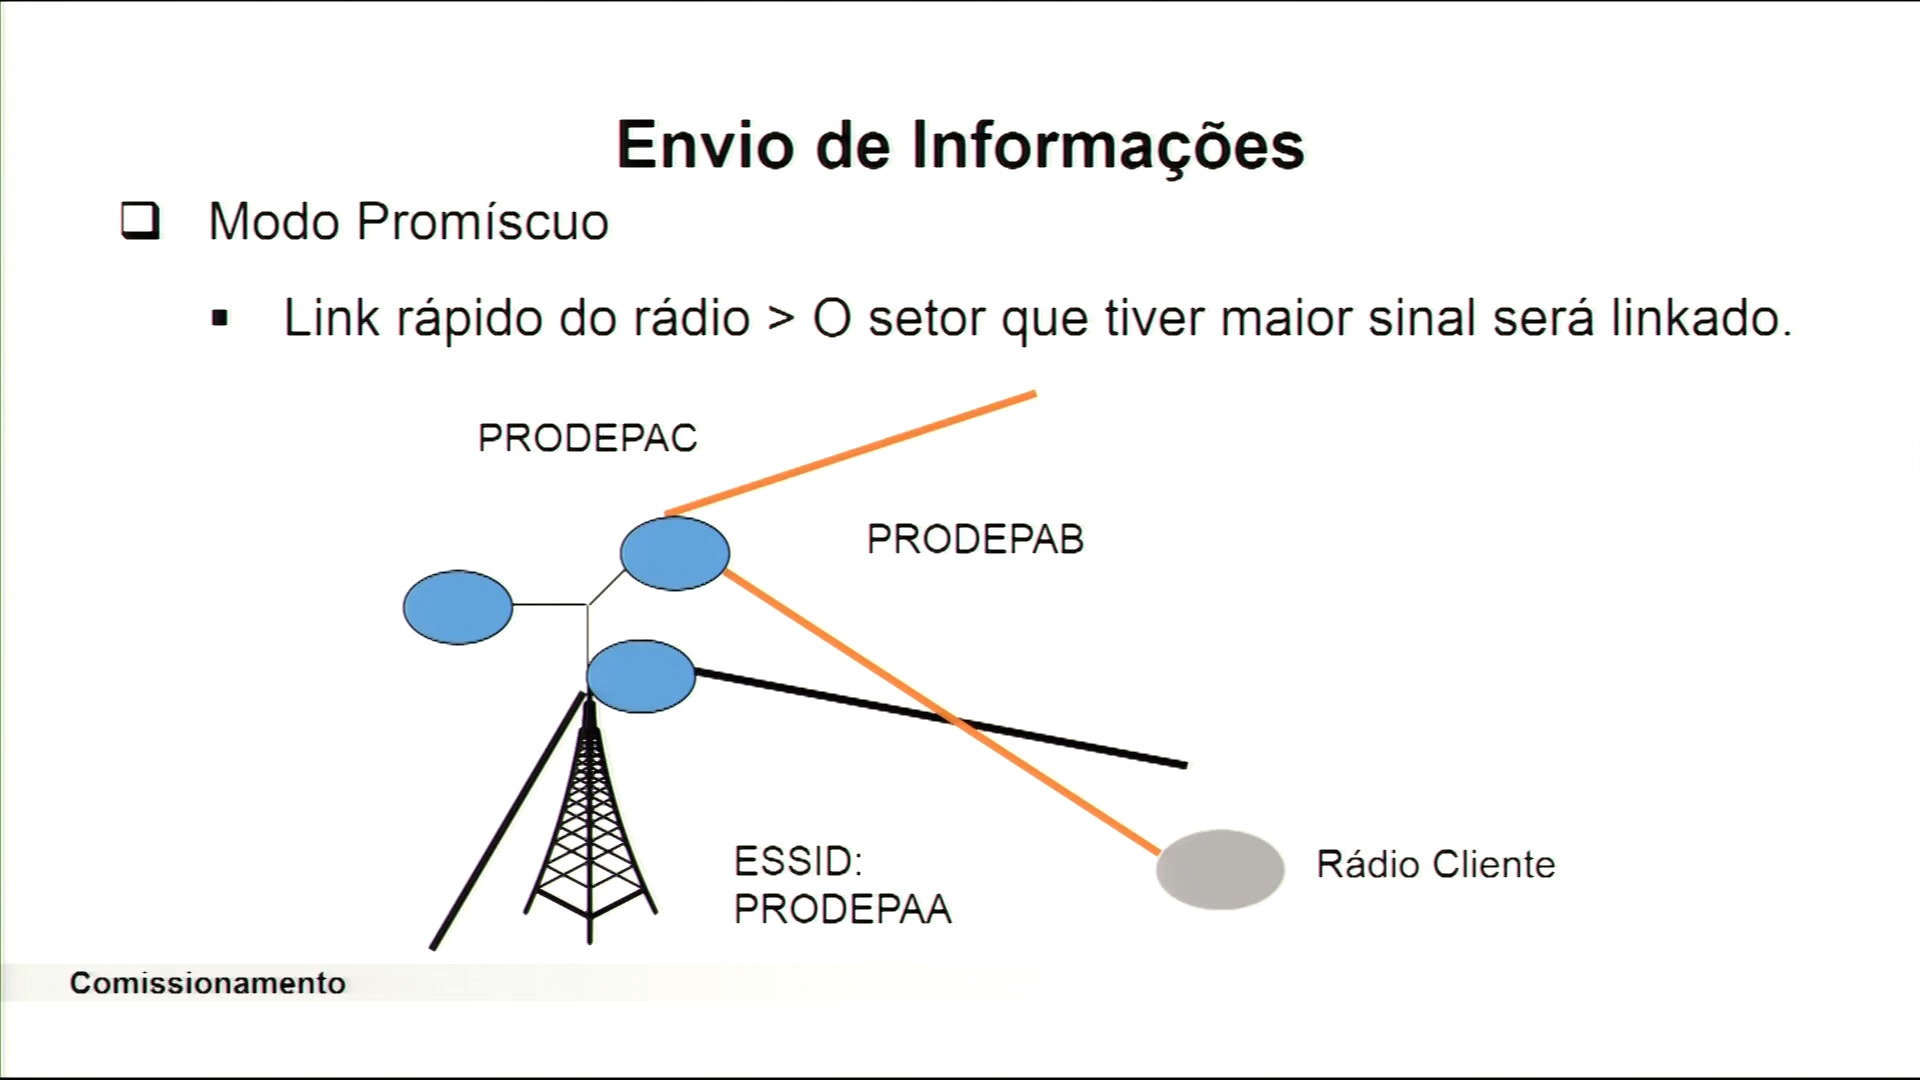 Envio de Informações
Modo Promíscuo
Link rápido do rádio > O setor que tiver maior sinal será linkado.
PRODEPAC
PRODEPAB
ESSID:
PRODEPAA
Rádio Cliente
Comissionamento